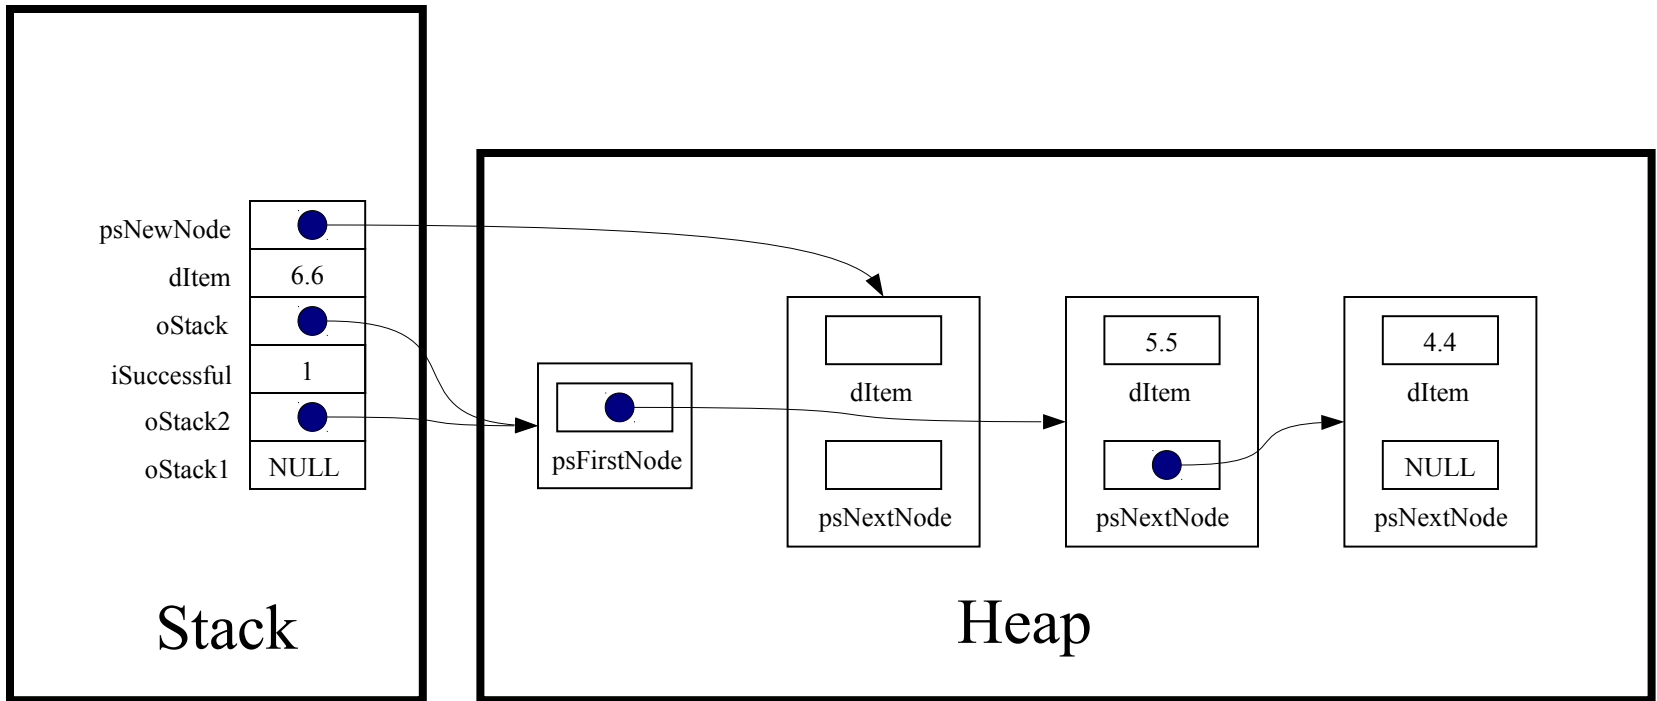 psNewNode
dItem 6.6
oStack
iSuccessful 1
oStack2
oStack1 NULL
psFirstNode
dItem
psNextNode
5.5
dItem
psNextNode
4.4
dItem
NULL
psNextNode
Stack
Heap